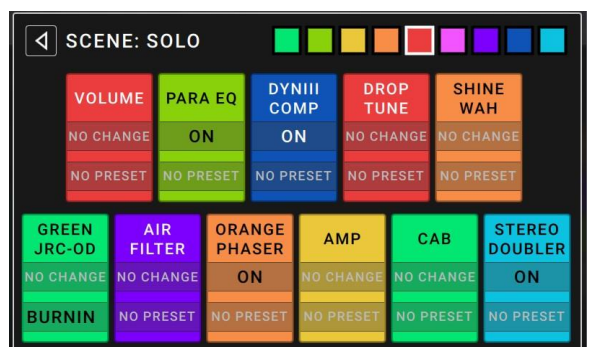 SCENE: SOLO
VOLUME PARA EQ DYNIII COMP DROP TUNE SHINE WAH
NO CHANGE ON ON NO CHANGE NO CHANGE
NO PRESET NO PRESET NO PRESET NO PRESET NO PRESET
GREEN JRC-OD AIR FILTER ORANGE PHASER AMP CAB STEREO DOUBLER
NO CHANGE NO CHANGE ON NO CHANGE NO CHANGE ON
BURNIN NO PRESET NO PRESET NO PRESET NO PRESET NO PRESET